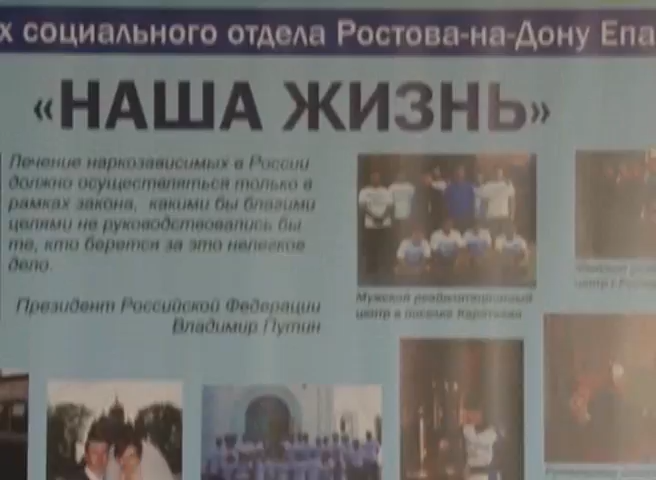 х социального отдела Ростова-на-Дону Епа
«НАША ЖИЗНЬ»
Лечение наркозависимых в России
должно осуществляться только в
рамках закона, какими бы благими
целями не руководствовались бы
те, кто берется за это нелегкое
дело.
Президент Российской Федерации
Владимир Путин
Мужской реабилитационный
центр в поселке